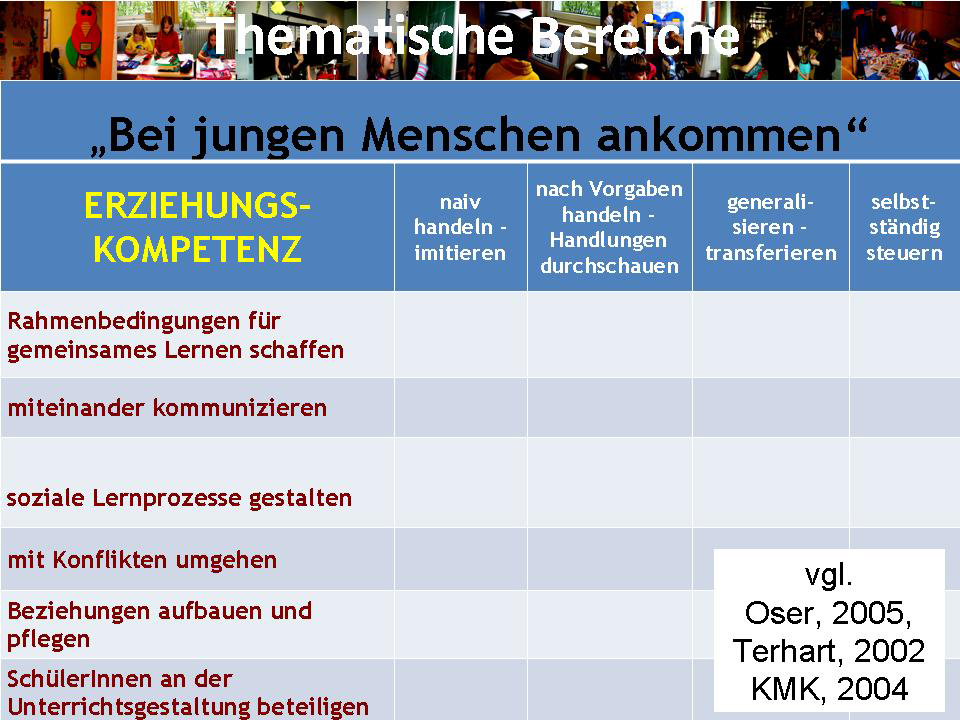 Thematische Bereiche
„Bei jungen Menschen ankommen“
ERZIEHUNGS-
KOMPETENZ
naiv
handeln -
imitieren
nach Vorgaben
handeln -
Handlungen
durchschauen
generali-
sieren -
transferieren
selbst-
ständig
steuern
Rahmenbedingungen für
gemeinsames Lernen schaffen
miteinander kommunizieren
soziale Lernprozesse gestalten
mit Konflikten umgehen
Beziehungen aufbauen und
pflegen
SchülerInnen an der
Unterrichtsgestaltung beteiligen
vgl.
Oser, 2005,
Terhart, 2002
KMK, 2004